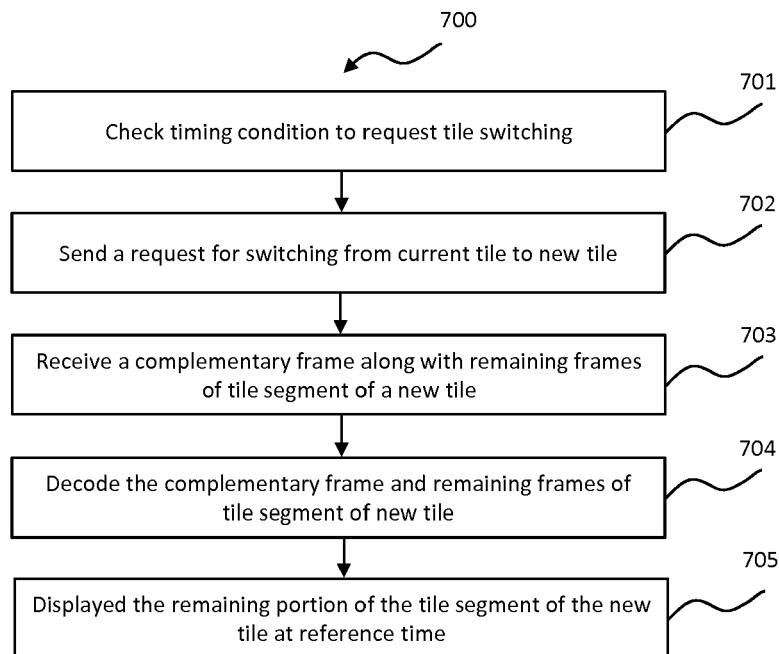 700
701
Check timing condition to request tile switching
702
Send a request for switching from current tile to new tile
703
Receive a complementary frame along with remaining frames
of tile segment of a new tile
704
Decode the complementary frame and remaining frames of
tile segment of new tile
705
Displayed the remaining portion of the tile segment of the new
tile at reference time